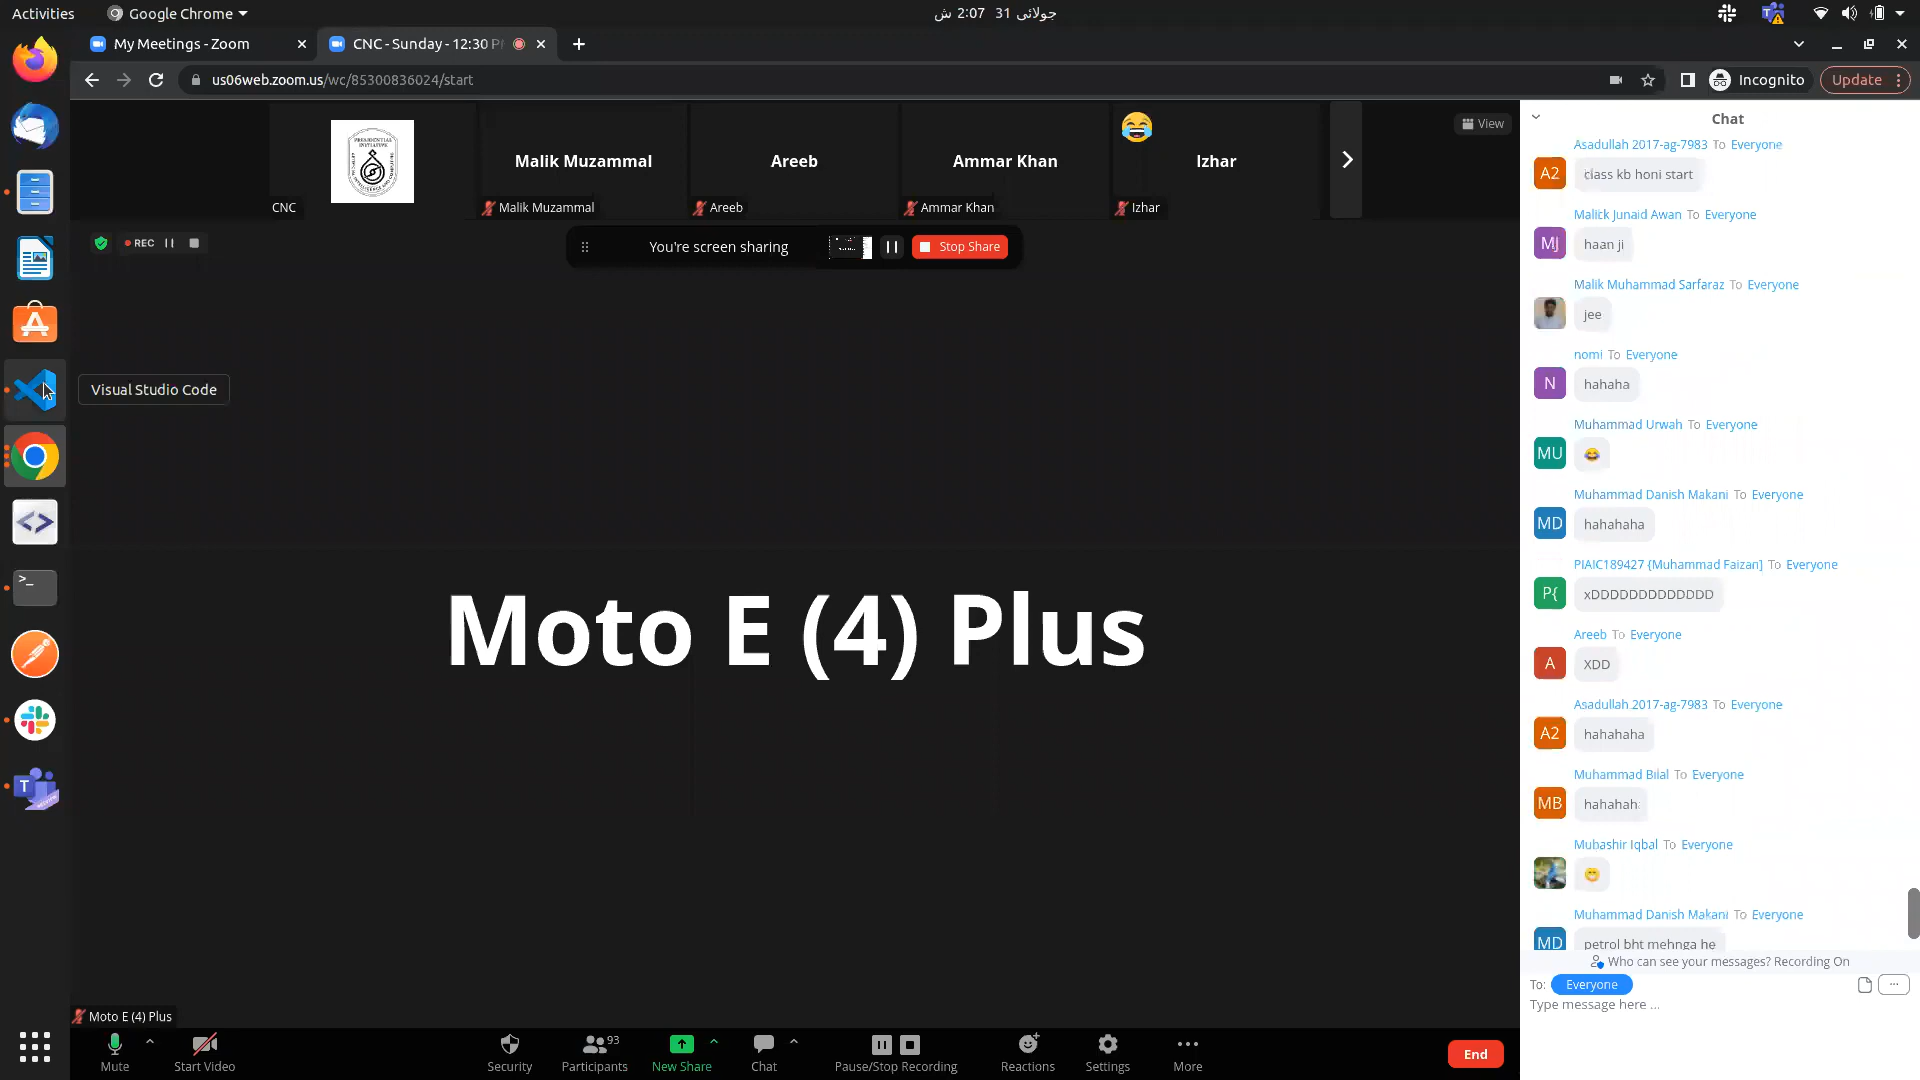 Activities
Google Chrome
جولائی 31  2:07 ش
My Meetings - Zoom
CNC - Sunday - 12:30 P
us06web.zoom.us/wc/85300836024/start
Incognito
Update
CNC
Malik Muzammal
Malik Muzammal
Areeb
Areeb
Ammar Khan
Ammar Khan
Izhar
Izhar
View
REC
You're screen sharing
Stop Share
Visual Studio Code
Moto E (4) Plus
Moto E (4) Plus
Mute
Start Video
Security
93
Participants
New Share
Chat
Pause/Stop Recording
Reactions
Settings
More
End
Chat
Asadullah 2017-ag-7983 To Everyone
A2
class kb honi start
Malick Junaid Awan To Everyone
MJ
haan ji
Malik Muhammad Sarfaraz To Everyone
jee
nomi To Everyone
N
hahaha
Muhammad Urwah To Everyone
MU
Muhammad Danish Makani To Everyone
MD
hahahaha
PIAIC189427 {Muhammad Faizan] To Everyone
P{
xDDDDDDDDDDDDD
Areeb To Everyone
A
XDD
Asadullah 2017-ag-7983 To Everyone
A2
hahahaha
Muhammad Bilal To Everyone
MB
hahahah
Mubashir Iqbal To Everyone
Muhammad Danish Makani To Everyone
MD
petrol bht mehnga he
Who can see your messages? Recording On
To: Everyone
Type message here ...